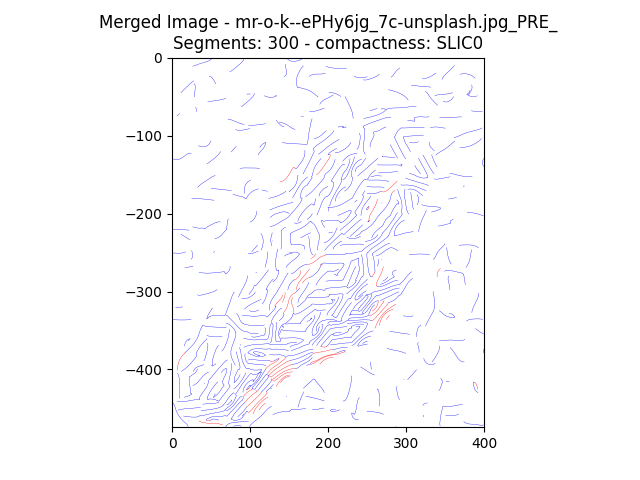 Merged Image - mr-o-k--ePHy6jg_7c-unsplash.jpg_PRE_
Segments: 300 - compactness: SLIC0
0
−100
−200
−300
−400
0 100 200 300 400